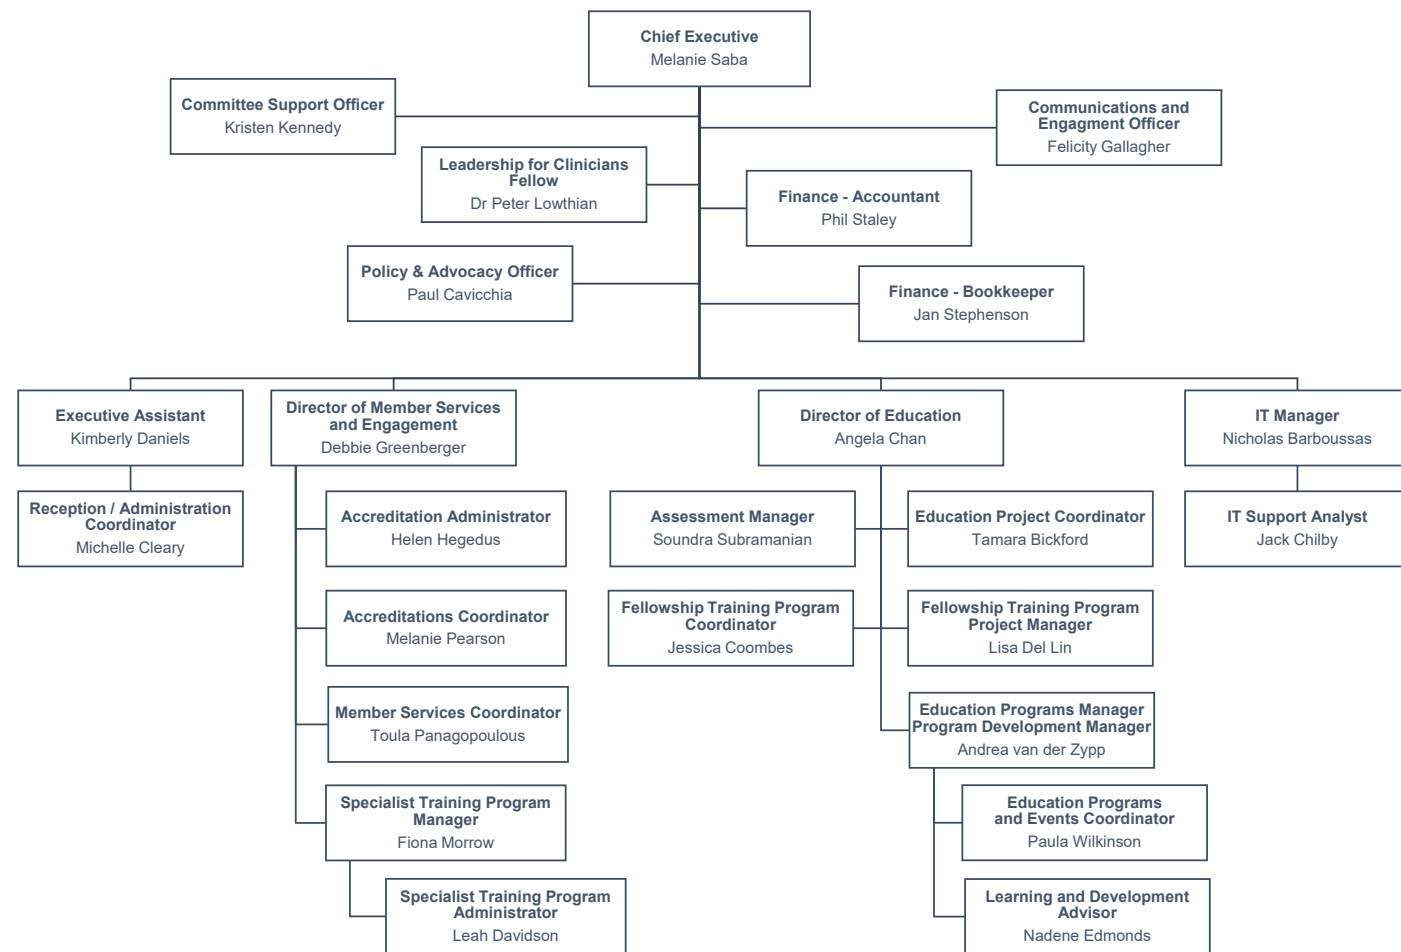 Chief Executive
Melanie Saba
Committee Support Officer
Kristen Kennedy
Communications and
Engagment Officer
Felicity Gallagher
Leadership for Clinicians
Fellow
Dr Peter Lowthian
Finance - Accountant
Phil Staley
Policy & Advocacy Officer
Paul Cavicchia
Finance - Bookkeeper
Jan Stephenson
Executive Assistant
Kimberly Daniels
Director of Member Services
and Engagement
Debbie Greenberger
Director of Education
Angela Chan
IT Manager
Nicholas Barboussas
Reception / Administration
Coordinator
Michelle Cleary
Accreditation Administrator
Helen Hegedus
Assessment Manager
Soundra Subramanian
Education Project Coordinator
Tamara Bickford
IT Support Analyst
Jack Chilby
Accreditations Coordinator
Melanie Pearson
Fellowship Training Program
Coordinator
Jessica Coombes
Fellowship Training Program
Project Manager
Lisa Del Lin
Member Services Coordinator
Toula Panagopoulous
Education Programs Manager
Program Development Manager
Andrea van der Zypp
Specialist Training Program
Manager
Fiona Morrow
Education Programs
and Events Coordinator
Paula Wilkinson
Specialist Training Program
Administrator
Leah Davidson
Learning and Development
Advisor
Nadene Edmonds